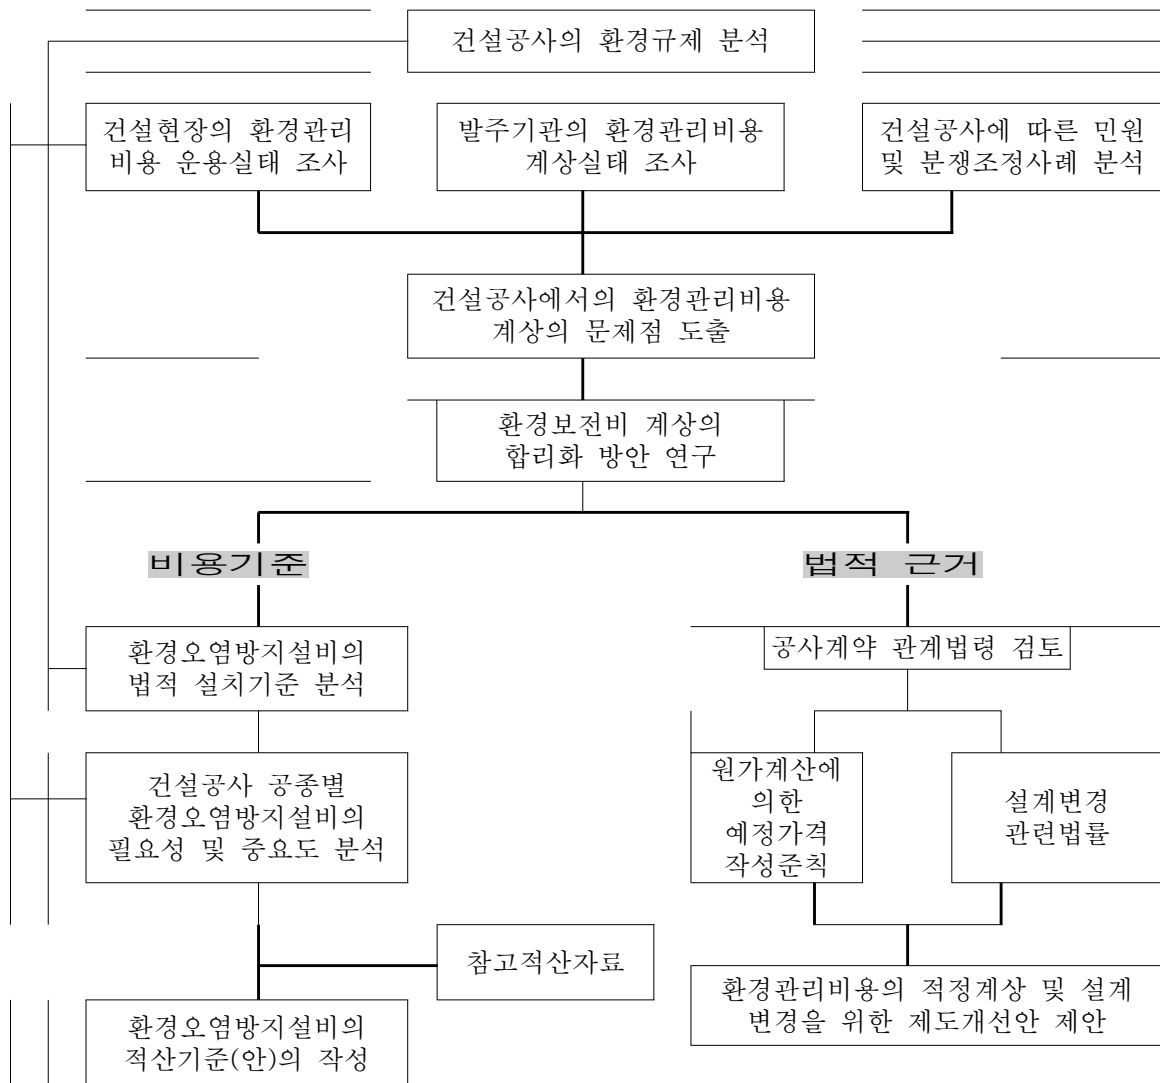 건설공사의 환경규제 분석
건설현장의 환경관리
비용 운용실태 조사
발주기관의 환경관리비용
계상실태 조사
건설공사에 따른 민원
및 분쟁조정사례 분석
건설공사에서의 환경관리비용
계상의 문제점 도출
환경보전비 계상의
합리화 방안 연구
비용기준
법적 근거
환경오염방지설비의
법적 설치기준 분석
공사계약 관계법령 검토
건설공사 공종별
환경오염방지설비의
필요성 및 중요도 분석
원가계산에
의한
예정가격
작성준칙
설계변경
관련법률
참고적산자료
환경관리비용의 적정계상 및 설계
변경을 위한 제도개선안 제안
환경오염방지설비의
적산기준(안)의 작성